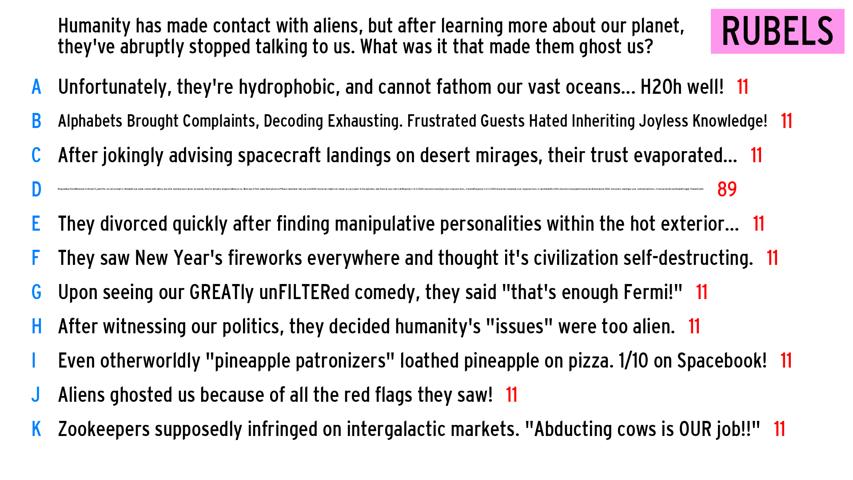 Humanity has made contact with aliens, but after learning more about our planet,
they've abruptly stopped talking to us. What was it that made them ghost us?
RUBELS
A Unfortunately, they're hydrophobic, and cannot fathom our vast oceans... H20h well! 11
B Alphabets Brought Complaints, Decoding Exhausting. Frustrated Guests Hated Inheriting Joyless Knowledge! 11
C After jokingly advising spacecraft landings on desert mirages, their trust evaporated... 11
D 89
E They divorced quickly after finding manipulative personalities within the hot exterior... 11
F They saw New Year's fireworks everywhere and thought it's civilization self-destructing. 11
G Upon seeing our GREATly unFILTERed comedy, they said "that's enough Fermi!" 11
H After witnessing our politics, they decided humanity's "issues" were too alien. 11
I Even otherworldly "pineapple patronizers" loathed pineapple on pizza. 1/10 on Spacebook! 11
J Aliens ghosted us because of all the red flags they saw! 11
K Zookeepers supposedly infringed on intergalactic markets. "Abducting cows is OUR job!!" 11